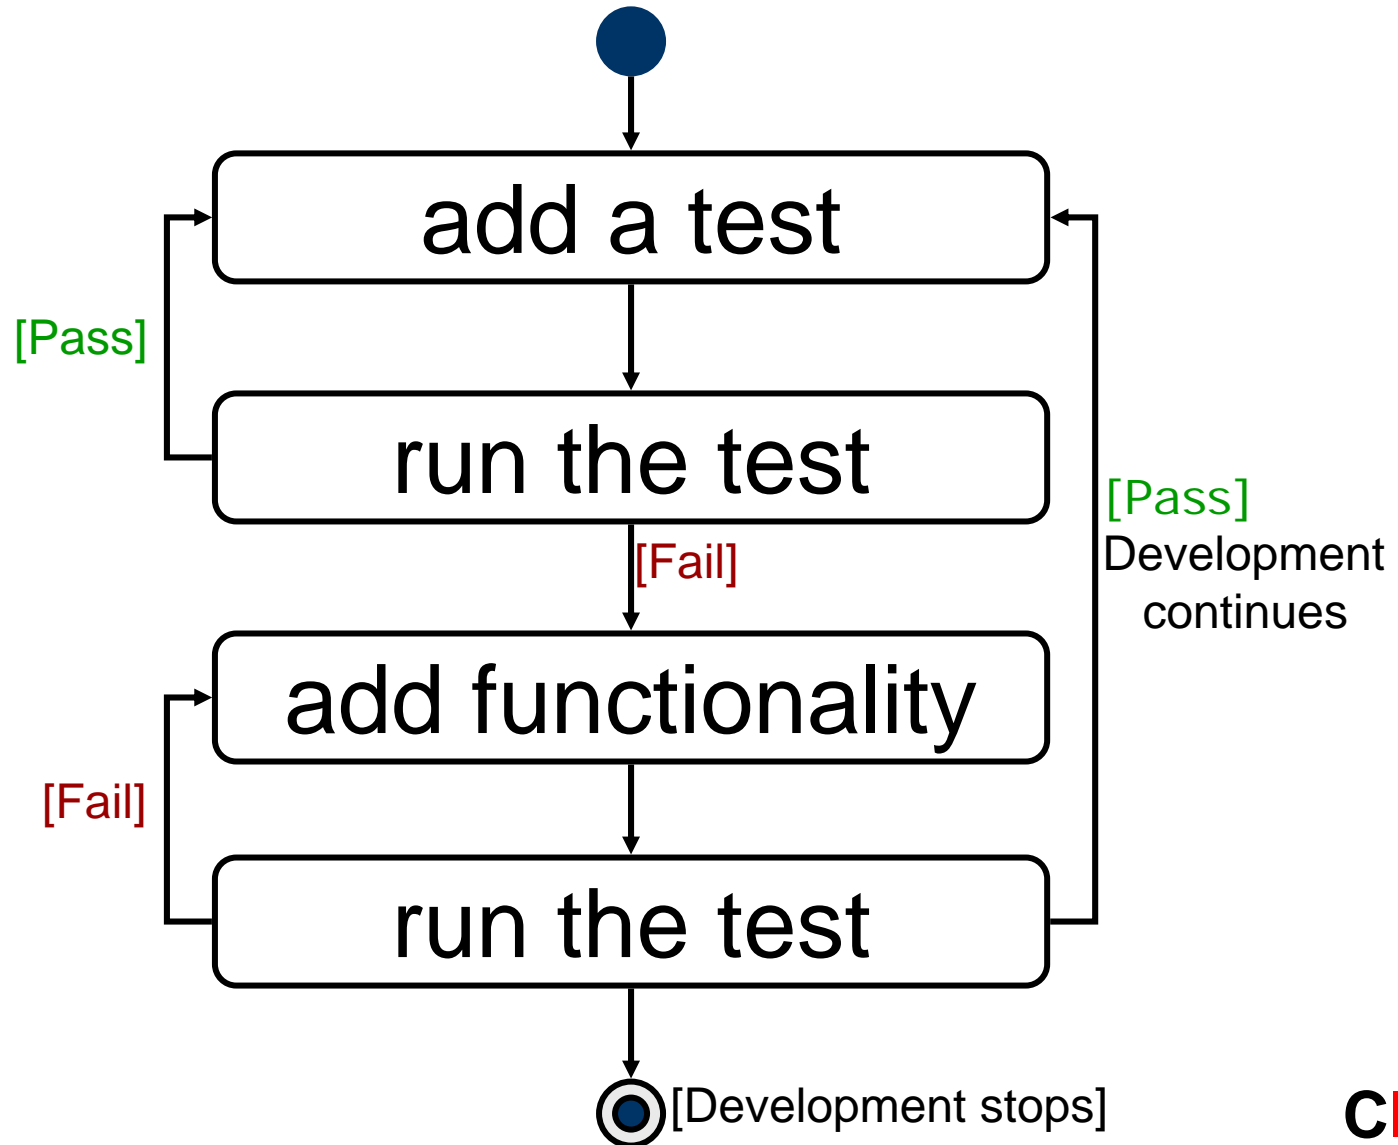 add a test
[Pass]
run the test
[Pass]
Development
continues
[Fail]
add functionality
[Fail]
run the test
[Development stops]
C